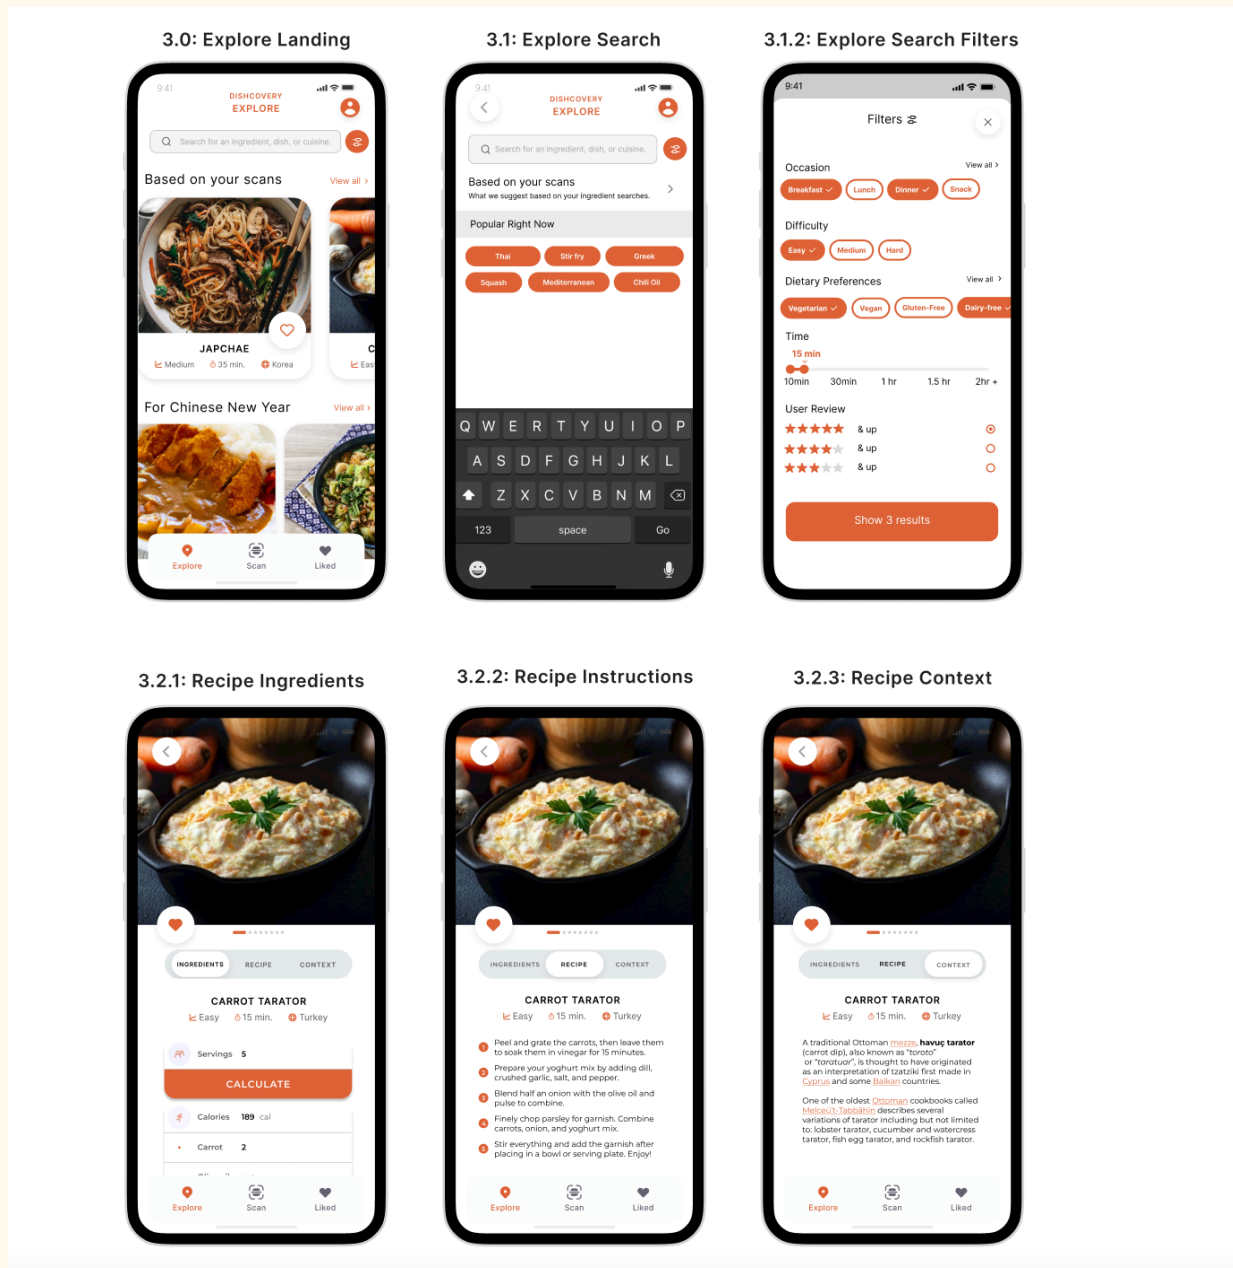 3.0: Explore Landing
9:41
DISHCOVERY
EXPLORE
Search for an ingredient, dish, or cuisine.
Based on your scans
View all >
JAPCHAE
Medium
35 min.
Korea
C
Eas
For Chinese New Year
View all >
Explore
Scan
Liked
3.1: Explore Search
9:41
DISHCOVERY
EXPLORE
Search for an ingredient, dish, or cuisine.
Based on your scans
What we suggest based on your ingredient searches.
Popular Right Now
Thai
Stir fry
Greek
Squash
Mediterranean
Chili Oil
Q W E R T Y U I O P
A S D F G H J K L
Z X C V B N M
123
space
Go
3.1.2: Explore Search Filters
9:41
Filters
Occasion
View all >
Breakfast ✓
Lunch
Dinner ✓
Snack
Difficulty
Easy ✓
Medium
Hard
Dietary Preferences
View all >
Vegetarian ✓
Vegan
Gluten-Free
Dairy-free ✓
Time
15 min
10min 30min 1 hr 1.5 hr 2hr +
User Review
& up
& up
& up
Show 3 results
3.2.1: Recipe Ingredients
INGREDIENTS RECIPE CONTEXT
CARROT TARATOR
Easy
15 min.
Turkey
Servings 5
CALCULATE
Calories 189 cal
Carrot 2
Explore
Scan
Liked
3.2.2: Recipe Instructions
INGREDIENTS RECIPE CONTEXT
CARROT TARATOR
Easy
15 min.
Turkey
1 Peel and grate the carrots, then leave them
to soak them in vinegar for 15 minutes.
2 Prepare your yoghurt mix by adding dill,
crushed garlic, salt, and pepper.
3 Blend half an onion with the olive oil and
pulse to combine.
4 Finely chop parsley for garnish. Combine
carrots, onion, and yoghurt mix.
5 Stir everything and add the garnish after
placing in a bowl or serving plate. Enjoy!
Explore
Scan
Liked
3.2.3: Recipe Context
INGREDIENTS RECIPE CONTEXT
CARROT TARATOR
Easy
15 min.
Turkey
A traditional Ottoman mezze, havuç tarator
(carrot dip), also known as "toroto"
or "taratuar", is thought to have originated
as an interpretation of tzatziki first made in
Cyprus and some Balkan countries.
One of the oldest Ottoman cookbooks called
Melceü't-Tabbâhîn describes several
variations of tarator including but not limited
to: lobster tarator, cucumber and watercress
tarator, fish egg tarator, and rockfish tarator.
Explore
Scan
Liked